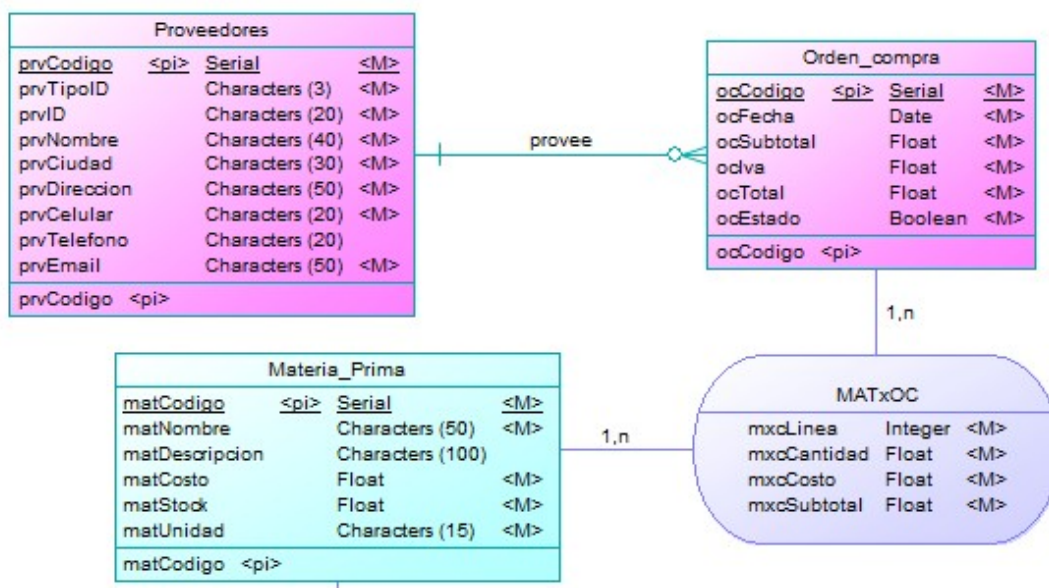 Proveedores
prvCodigo <pi> Serial <M>
prvTipoID Characters (3) <M>
prvID Characters (20) <M>
prvNombre Characters (40) <M>
prvCiudad Characters (30) <M>
prvDireccion Characters (50) <M>
prvCelular Characters (20) <M>
prvTelefono Characters (20)
prvEmail Characters (50) <M>
prvCodigo <pi>
provee
Orden_compra
ocCodigo <pi> Serial <M>
ocFecha Date <M>
ocSubtotal Float <M>
ocIva Float <M>
ocTotal Float <M>
ocEstado Boolean <M>
ocCodigo <pi>
1,n
Materia_Prima
matCodigo <pi> Serial <M>
matNombre Characters (50) <M>
matDescripcion Characters (100)
matCosto Float <M>
matStock Float <M>
matUnidad Characters (15) <M>
matCodigo <pi>
1,n
MATxOC
mxcLinea Integer <M>
mxcCantidad Float <M>
mxcCosto Float <M>
mxcSubtotal Float <M>